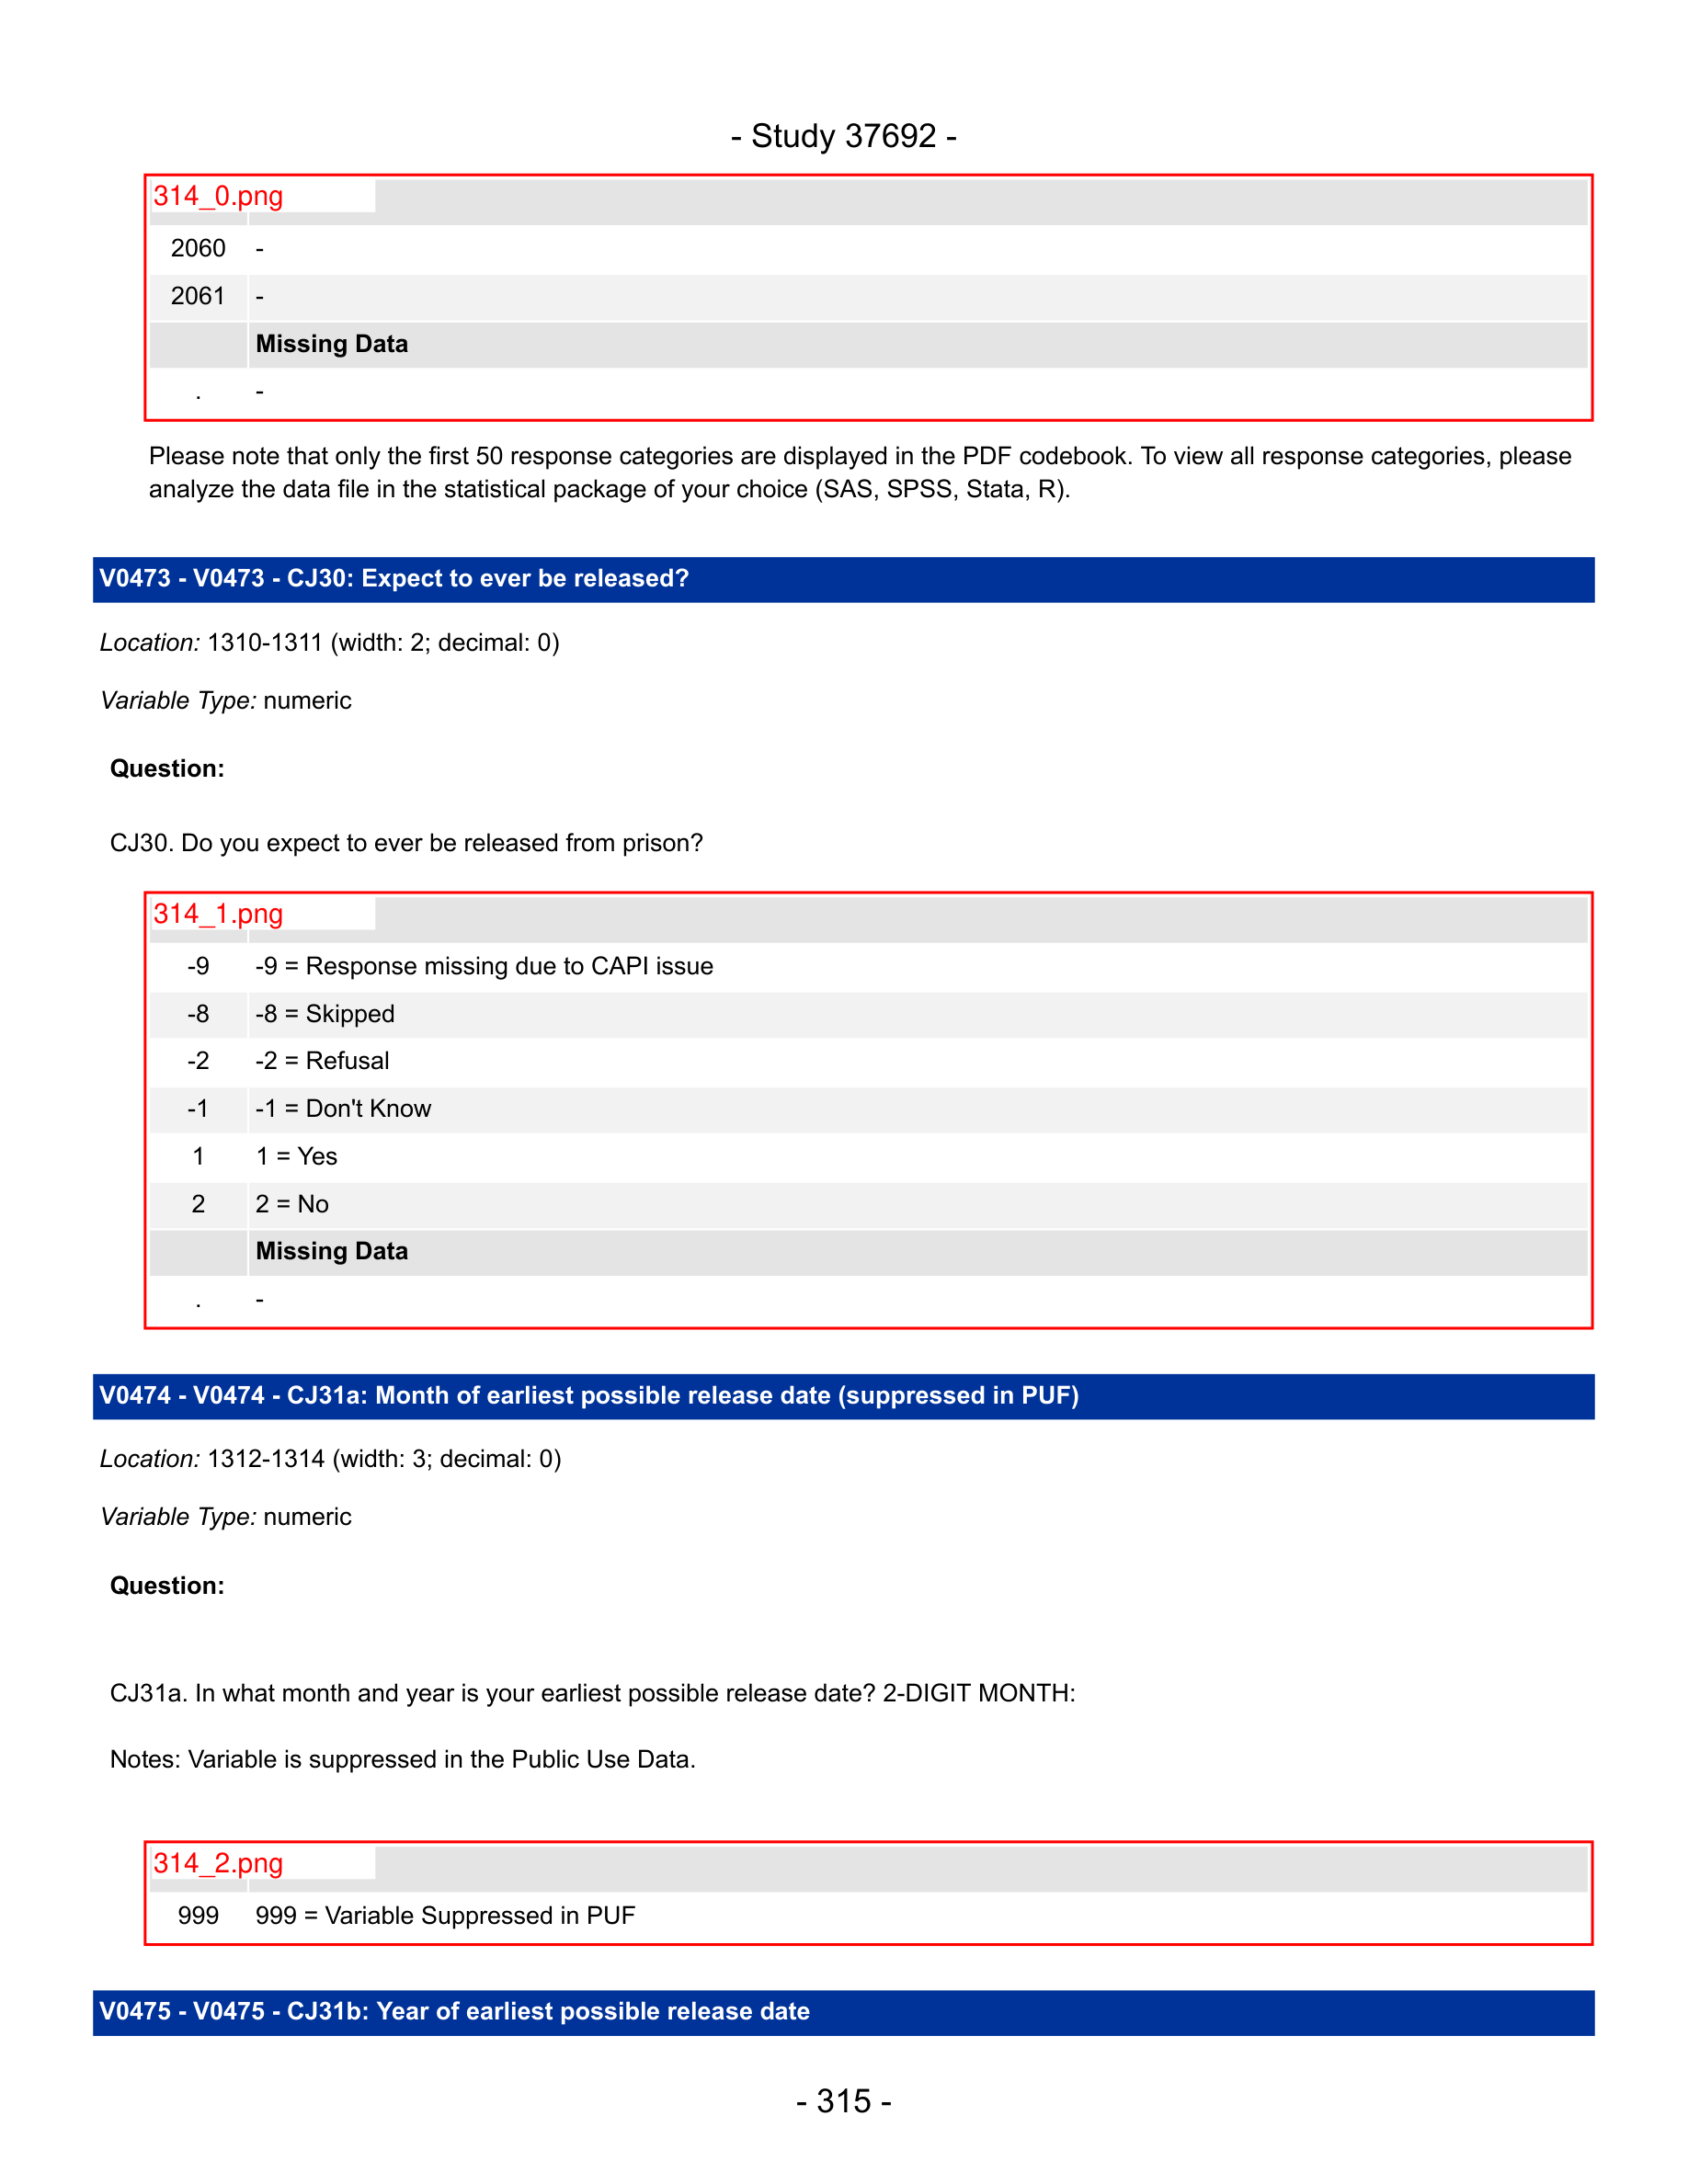 - Study 37692 -
314_0.png
2060 -
2061 -
Missing Data
. -
Please note that only the first 50 response categories are displayed in the PDF codebook. To view all response categories, please
analyze the data file in the statistical package of your choice (SAS, SPSS, Stata, R).
V0473 - V0473 - CJ30: Expect to ever be released?
Location: 1310-1311 (width: 2; decimal: 0)
Variable Type: numeric
Question:
CJ30. Do you expect to ever be released from prison?
314_1.png
-9 -9 = Response missing due to CAPI issue
-8 -8 = Skipped
-2 -2 = Refusal
-1 -1 = Don't Know
1 1 = Yes
2 2 = No
Missing Data
. -
V0474 - V0474 - CJ31a: Month of earliest possible release date (suppressed in PUF)
Location: 1312-1314 (width: 3; decimal: 0)
Variable Type: numeric
Question:
CJ31a. In what month and year is your earliest possible release date? 2-DIGIT MONTH:
Notes: Variable is suppressed in the Public Use Data.
314_2.png
999 999 = Variable Suppressed in PUF
V0475 - V0475 - CJ31b: Year of earliest possible release date
- 315 -